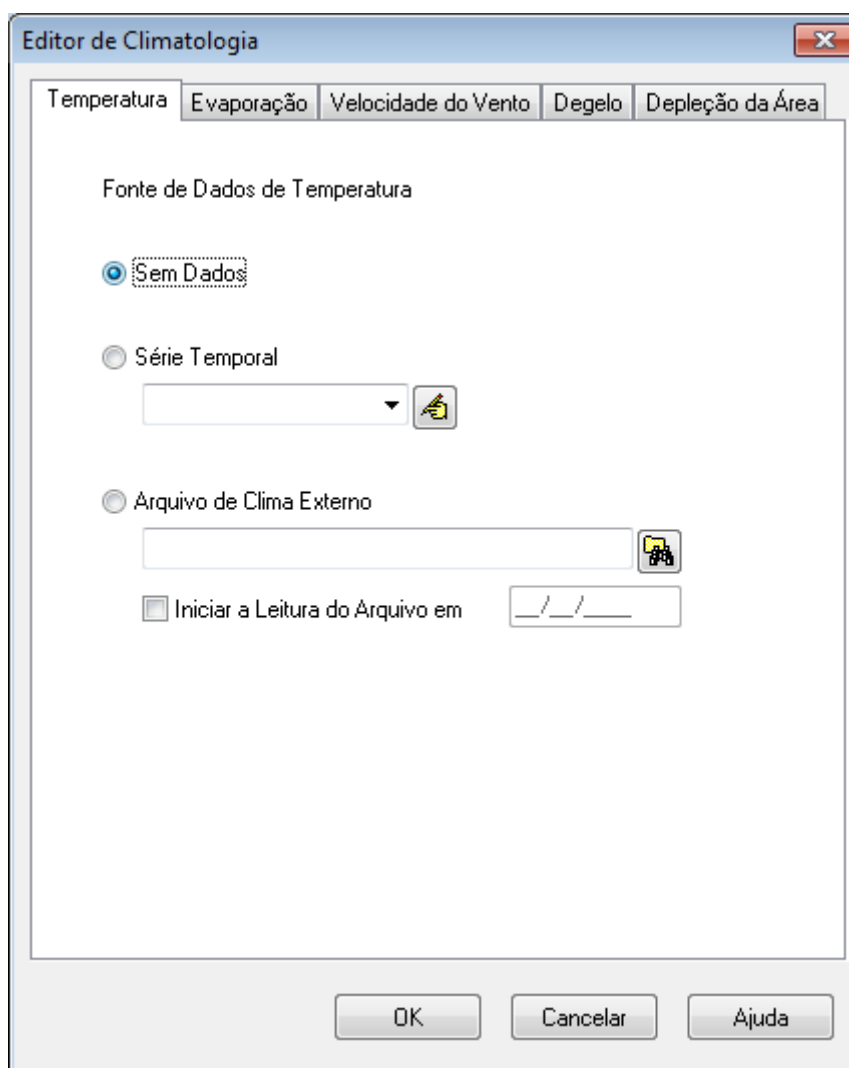 Editor de Climatologia
Temperatura Evaporação Velocidade do Vento Degelo Depleção da Área
Fonte de Dados de Temperatura
Sem Dados
Série Temporal
Arquivo de Clima Externo
Iniciar a Leitura do Arquivo em __/__/____
OK Cancelar Ajuda